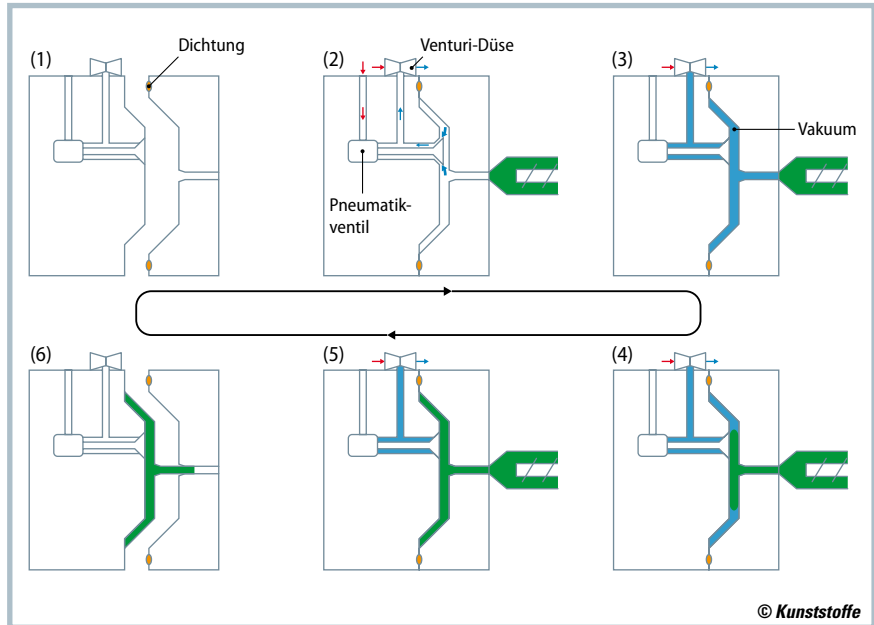 (1)
Dichtung
(2)
Venturi-Düse
(3)
Vakuum
Pneumatik-
ventil
(6)
(5)
(4)
© Kunststoffe